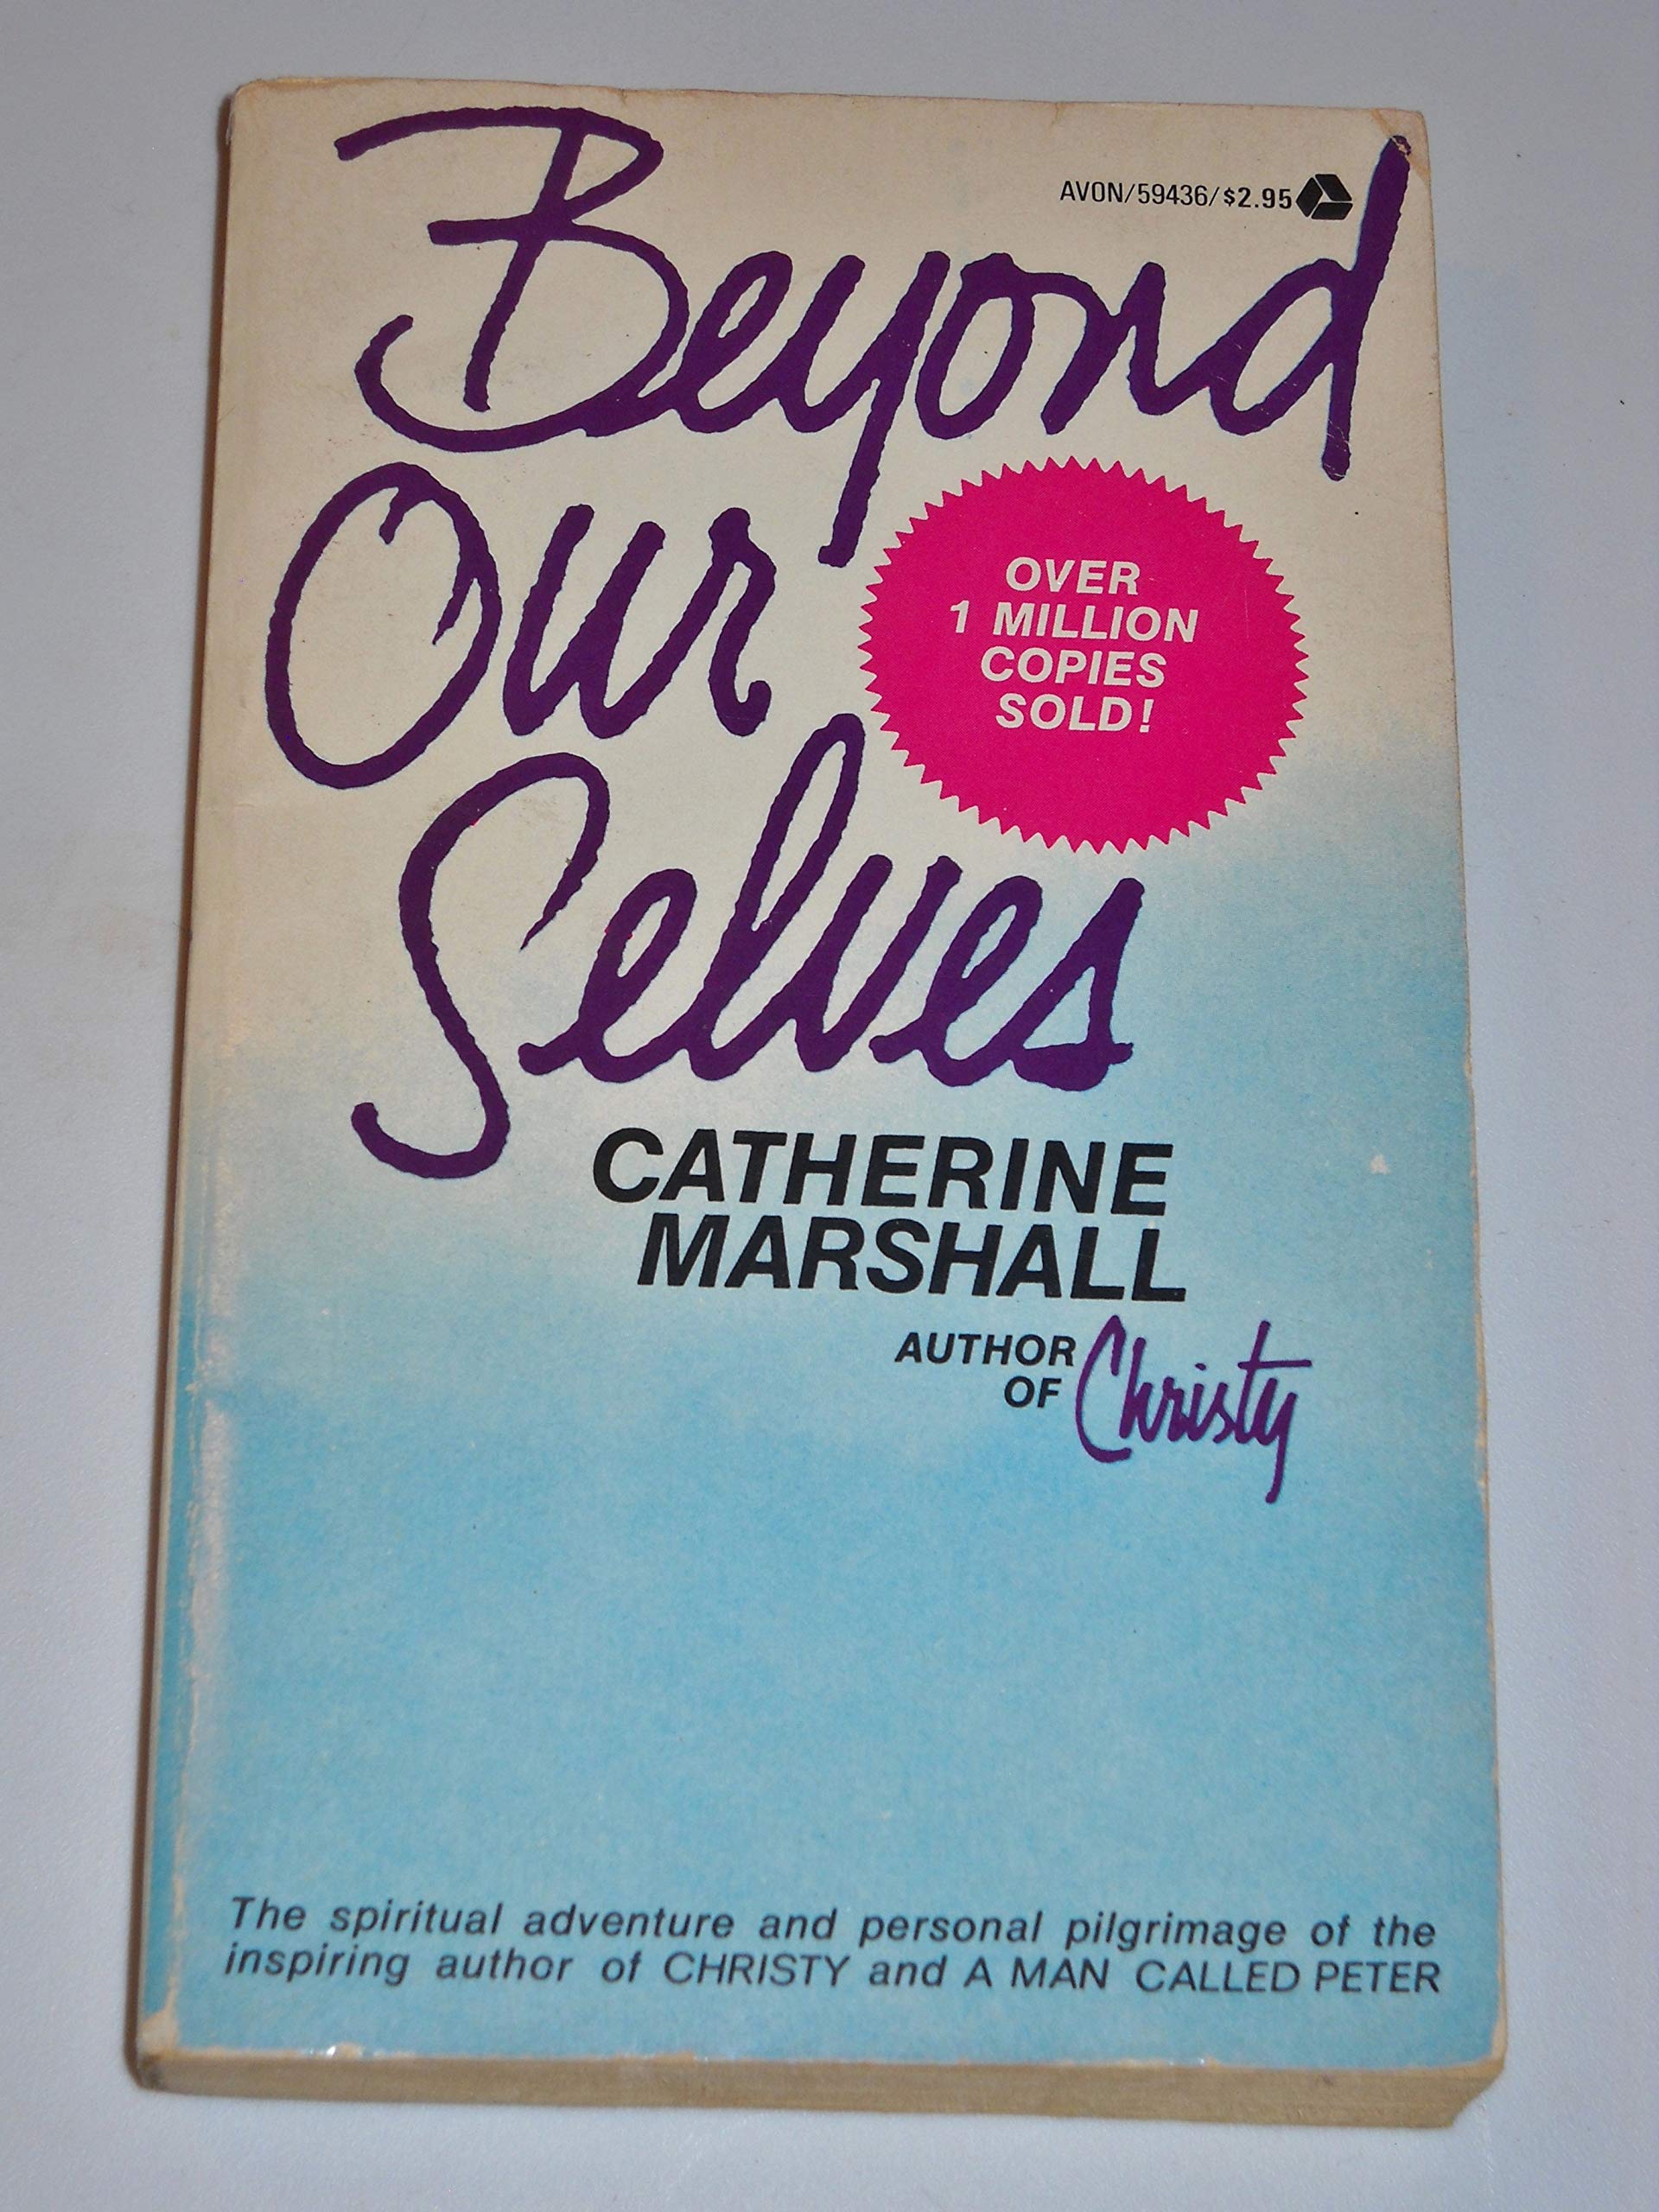 Beyond
AVON/59436/$2.95
Our
Selves
OVER
1 MILLION
COPIES
SOLD!
CATHERINE
MARSHALL
AUTHOR
OF Christy
The spiritual adventure and personal pilgrimage of the
inspiring author of CHRISTY and A MAN CALLED PETER